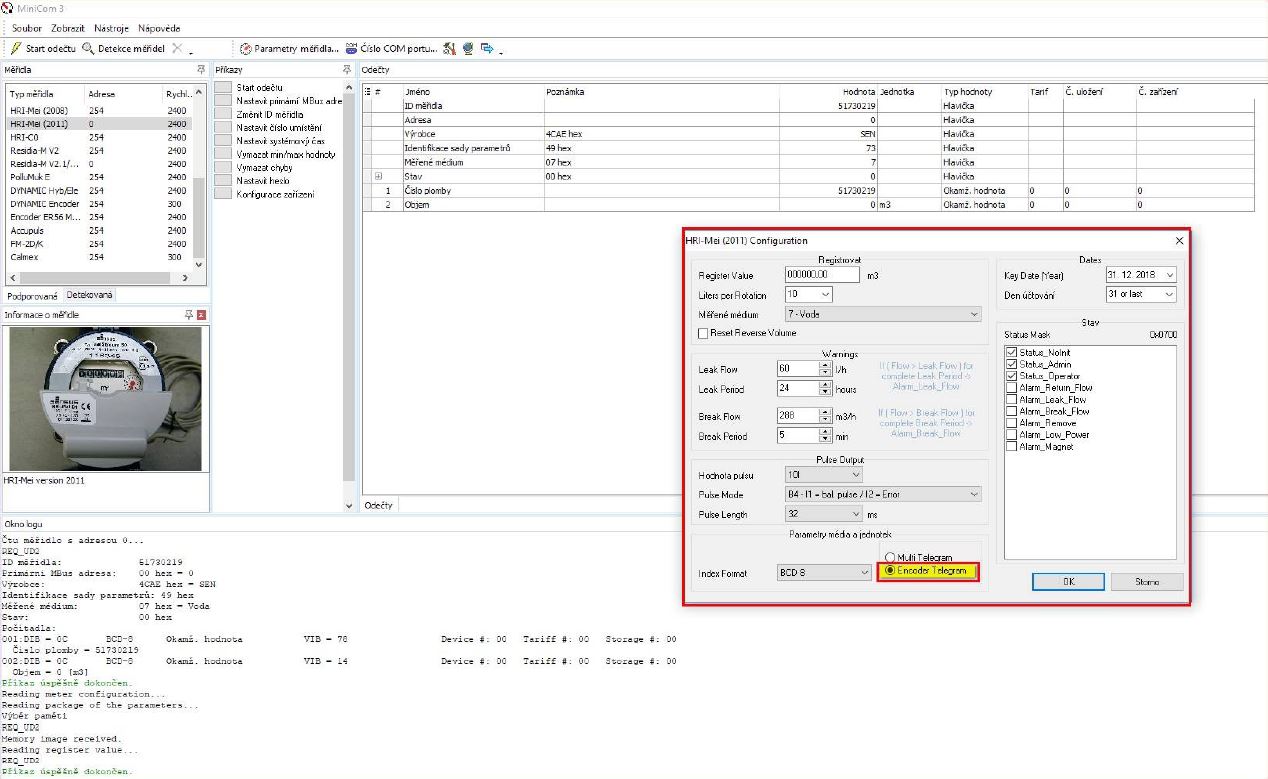 MiniCom 3
Soubor Zobrazit Nástroje Nápověda
Start odečtu Detekce měřidel Parametry měřidla... Číslo COM portu...
Měřidla
Typ měřidla Adresa Rychl...
HRI-Mei (2008) 254 2400
HRI-Mei (2011) 0 2400
HRI-C0 254 2400
Residia-M V2 254 2400
Residia-M V2.1/... 0 2400
PolluMuk E 254 2400
DYNAMIC Hyb/Ele 254 2400
DYNAMIC Encoder 254 300
Encoder ER56 M... 254 2400
Accupuls 254 2400
FM-2D/K 254 2400
Calmex 254 300
Podporovaná Detekovaná
Informace o měřidle
HRI-Mei version 2011
Příkazy
Start odečtu
Nastavit primární MBus adre
Změnit ID měřidla
Nastavit číslo umístění
Nastavit systémový čas
Vymazat min/max hodnoty
Vymazat chyby
Nastavit heslo
Konfigurace zařízení
Odečty
# Jméno Poznámka Hodnota Jednotka Typ hodnoty Tarif Č. uložení Č. zařízení
ID měřidla 51730219 Hlavička
Adresa 0 Hlavička
Výrobce 4CAE hex SEN Hlavička
Identifikace sady parametrů 49 hex 73 Hlavička
Měřené médium 07 hex 7 Hlavička
Stav 00 hex 0 Hlavička
1 Číslo plomby 51730219 Okamž. hodnota 0 0 0
2 Objem 0 m3 Okamž. hodnota 0 0 0
Odečty
HRI-Mei (2011) Configuration
Registrovat
Register Value 000000,00 m3
Liters per Rotation 10
Měřené médium 7 - Voda
Reset Reverse Volume
Warnings
Leak Flow 60 l/h
Leak Period 24 hours
If ( Flow > Leak Flow ) for
complete Leak Period ->
Alarm_Leak_Flow
Break Flow 288 m3/h
Break Period 5 min
If ( Flow > Break Flow ) for
complete Break Period ->
Alarm_Break_Flow
Pulse Output
Hodnota pulsu 10l
Pulse Mode B4 - I1 = bal. pulse / I2 = Error
Pulse Length 32 ms
Parametry média a jednotek
Index Format BCD 8
Multi Telegram
Encoder Telegram
Dates
Key Date (Year) 31. 12. 2018
Den účtování 31 or last
Stav
Status Mask 0x0700
Status_NoInit
Status_Admin
Status_Operator
Alarm_Return_Flow
Alarm_Leak_Flow
Alarm_Break_Flow
Alarm_Remove
Alarm_Low_Power
Alarm_Magnet
OK Storno
Okno logu
Čtu měřidlo s adresou 0...
REQ_UD2
ID měřidla: 51730219
Primární MBus adresa: 00 hex = 0
Výrobce: 4CAE hex = SEN
Identifikace sady parametrů: 49 hex
Měřené médium: 07 hex = Voda
Stav: 00 hex
Počitadla:
001:DIB = 0C BCD-8 Okamž. hodnota VIB = 78 Device #: 00 Tariff #: 00 Storage #: 00
Číslo plomby = 51730219
002:DIB = 0C BCD-8 Okamž. hodnota VIB = 14 Device #: 00 Tariff #: 00 Storage #: 00
Objem = 0 [m3]
Příkaz úspěšně dokončen.
Reading meter configuration...
Reading package of the parameters...
Výběr paměti
REQ_UD2
Memory image received.
Reading register value...
REQ_UD2
Příkaz úspěšně dokončen.